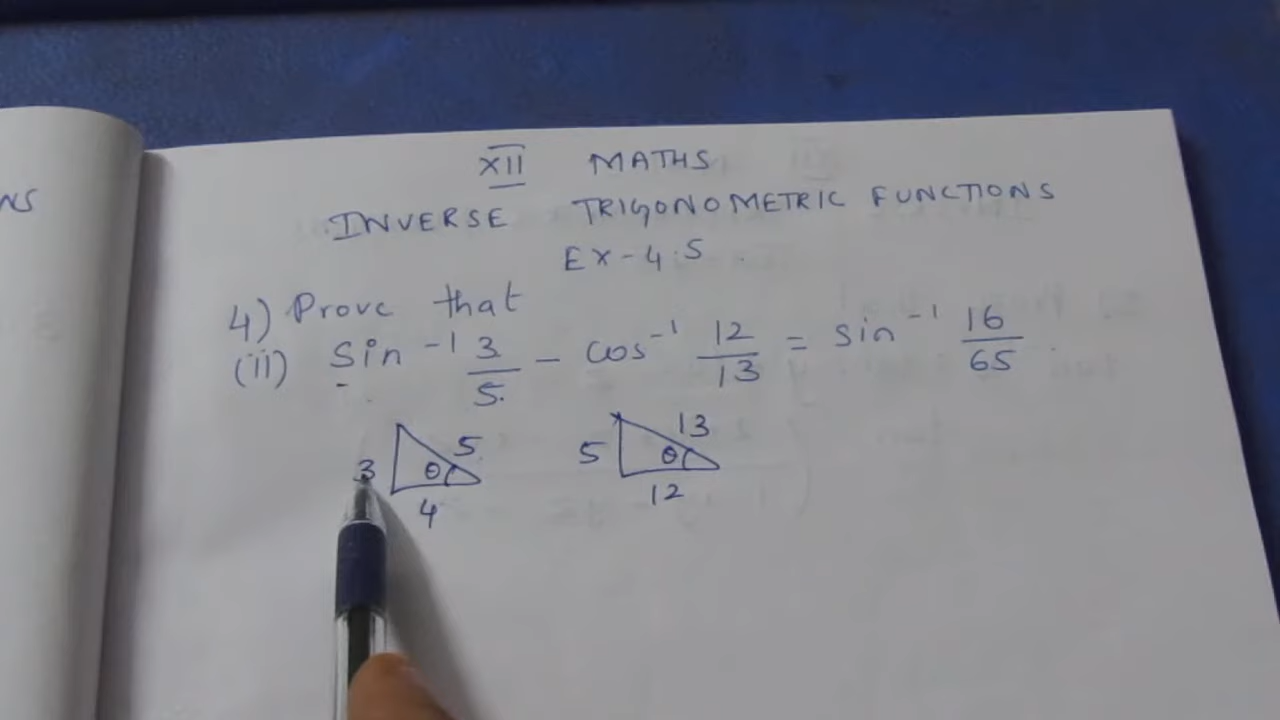 NS
XII MATHS
INVERSE TRIGONOMETRIC FUNCTIONS
EX-4.5
4) Prove that
(ii) Sin⁻¹ 3/5 - cos⁻¹ 12/13 = sin⁻¹ 16/65
3 5 θ 4
5 13 θ 12